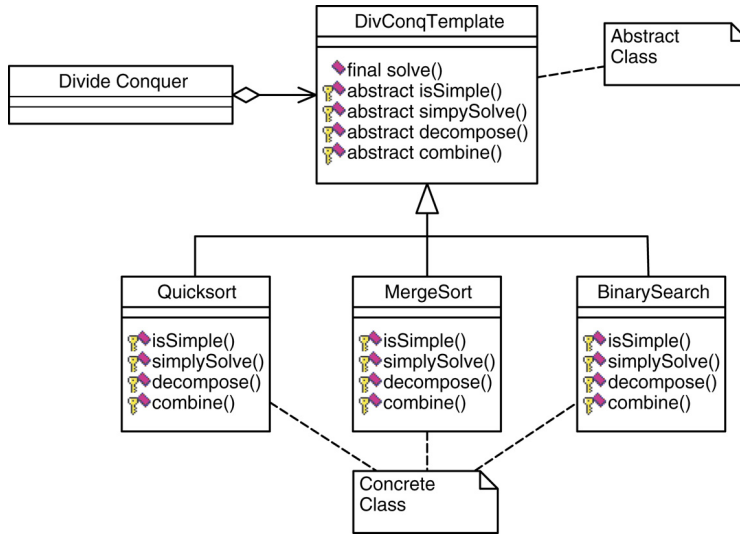 DivConqTemplate
final solve()
abstract isSimple()
abstract simpySolve()
abstract decompose()
abstract combine()
Abstract
Class
Divide Conquer
Quicksort
isSimple()
simplySolve()
decompose()
combine()
MergeSort
isSimple()
simplySolve()
decompose()
combine()
BinarySearch
isSimple()
simplySolve()
decompose()
combine()
Concrete
Class